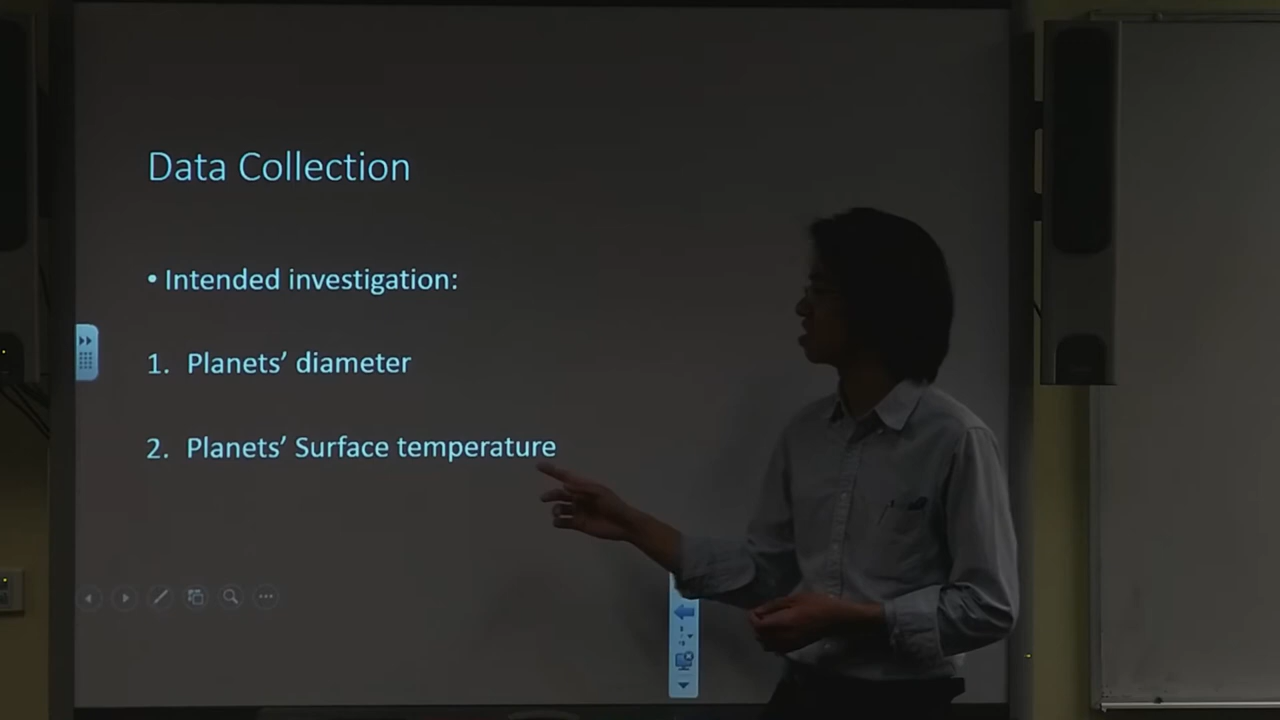 Data Collection
• Intended investigation:
1. Planets’ diameter
2. Planets’ Surface temperature